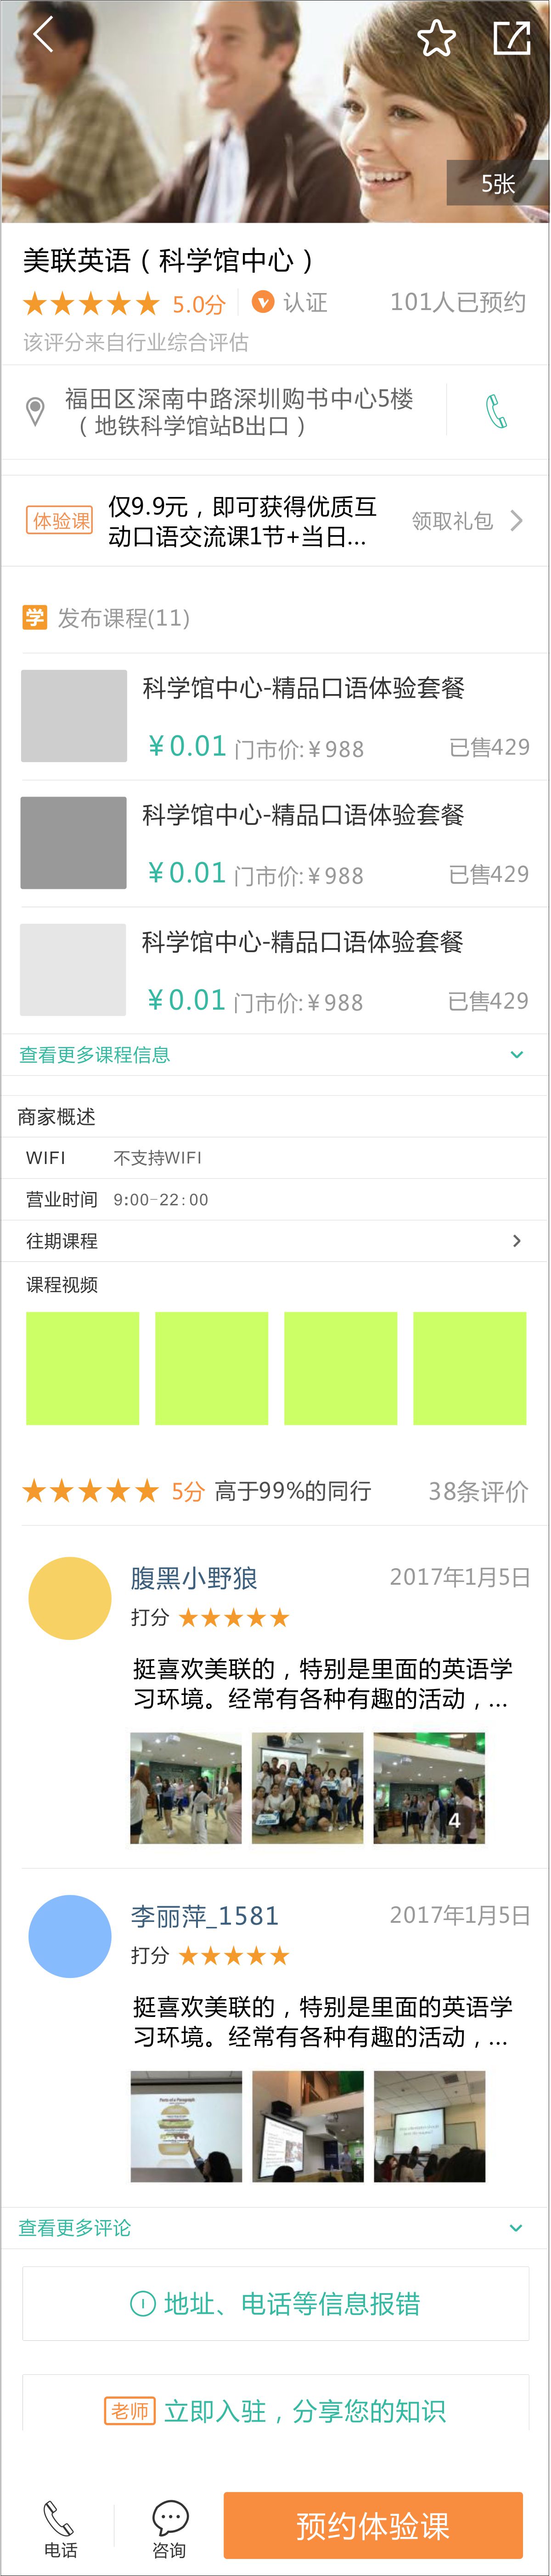 5张
美联英语（科学馆中心）
5.0分 认证 101人已预约
该评分来自行业综合评估
福田区深南中路深圳购书中心5楼
（地铁科学馆站B出口）
体验课 仅9.9元，即可获得优质互
动口语交流课1节+当日... 领取礼包
学 发布课程(11)
科学馆中心-精品口语体验套餐
￥0.01 门市价:￥988 已售429
科学馆中心-精品口语体验套餐
￥0.01 门市价:￥988 已售429
科学馆中心-精品口语体验套餐
￥0.01 门市价:￥988 已售429
查看更多课程信息
商家概述
WIFI 不支持WIFI
营业时间 9:00-22:00
往期课程
课程视频
5分 高于99%的同行 38条评价
腹黑小野狼 2017年1月5日
打分
挺喜欢美联的，特别是里面的英语学
习环境。经常有各种有趣的活动，...
4
李丽萍_1581 2017年1月5日
打分
挺喜欢美联的，特别是里面的英语学
习环境。经常有各种有趣的活动，...
查看更多评论
地址、电话等信息报错
老师 立即入驻，分享您的知识
电话 咨询 预约体验课